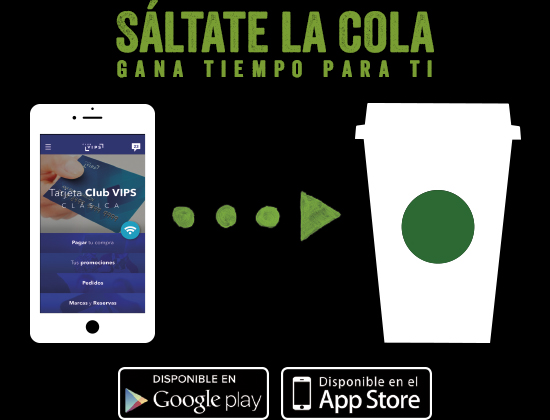 SÁLTATE LA COLA
GANA TIEMPO PARA TI
VIPS
23
Tarjeta Club VIPS
CLÁSICA
Pagar tu compra
Tus promociones
Pedidos
Marcas y Reservas
DISPONIBLE EN
Google play
Disponible en el
App Store